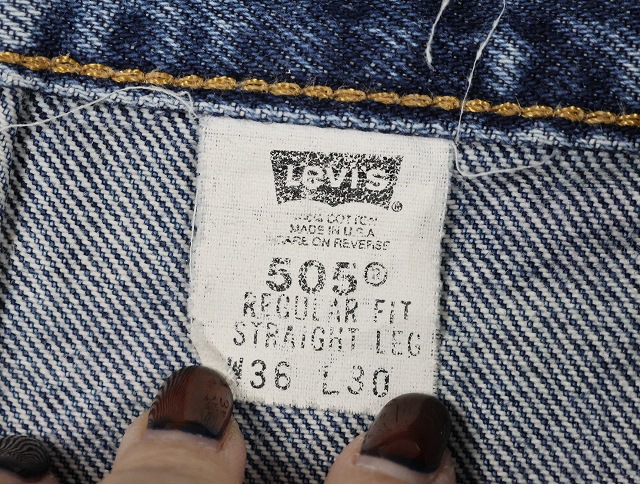 Levi's ®
100% COTTON
MADE IN U.S.A
CARE ON REVERSE
505®
REGULAR FIT
STRAIGHT LEG
W36 L30